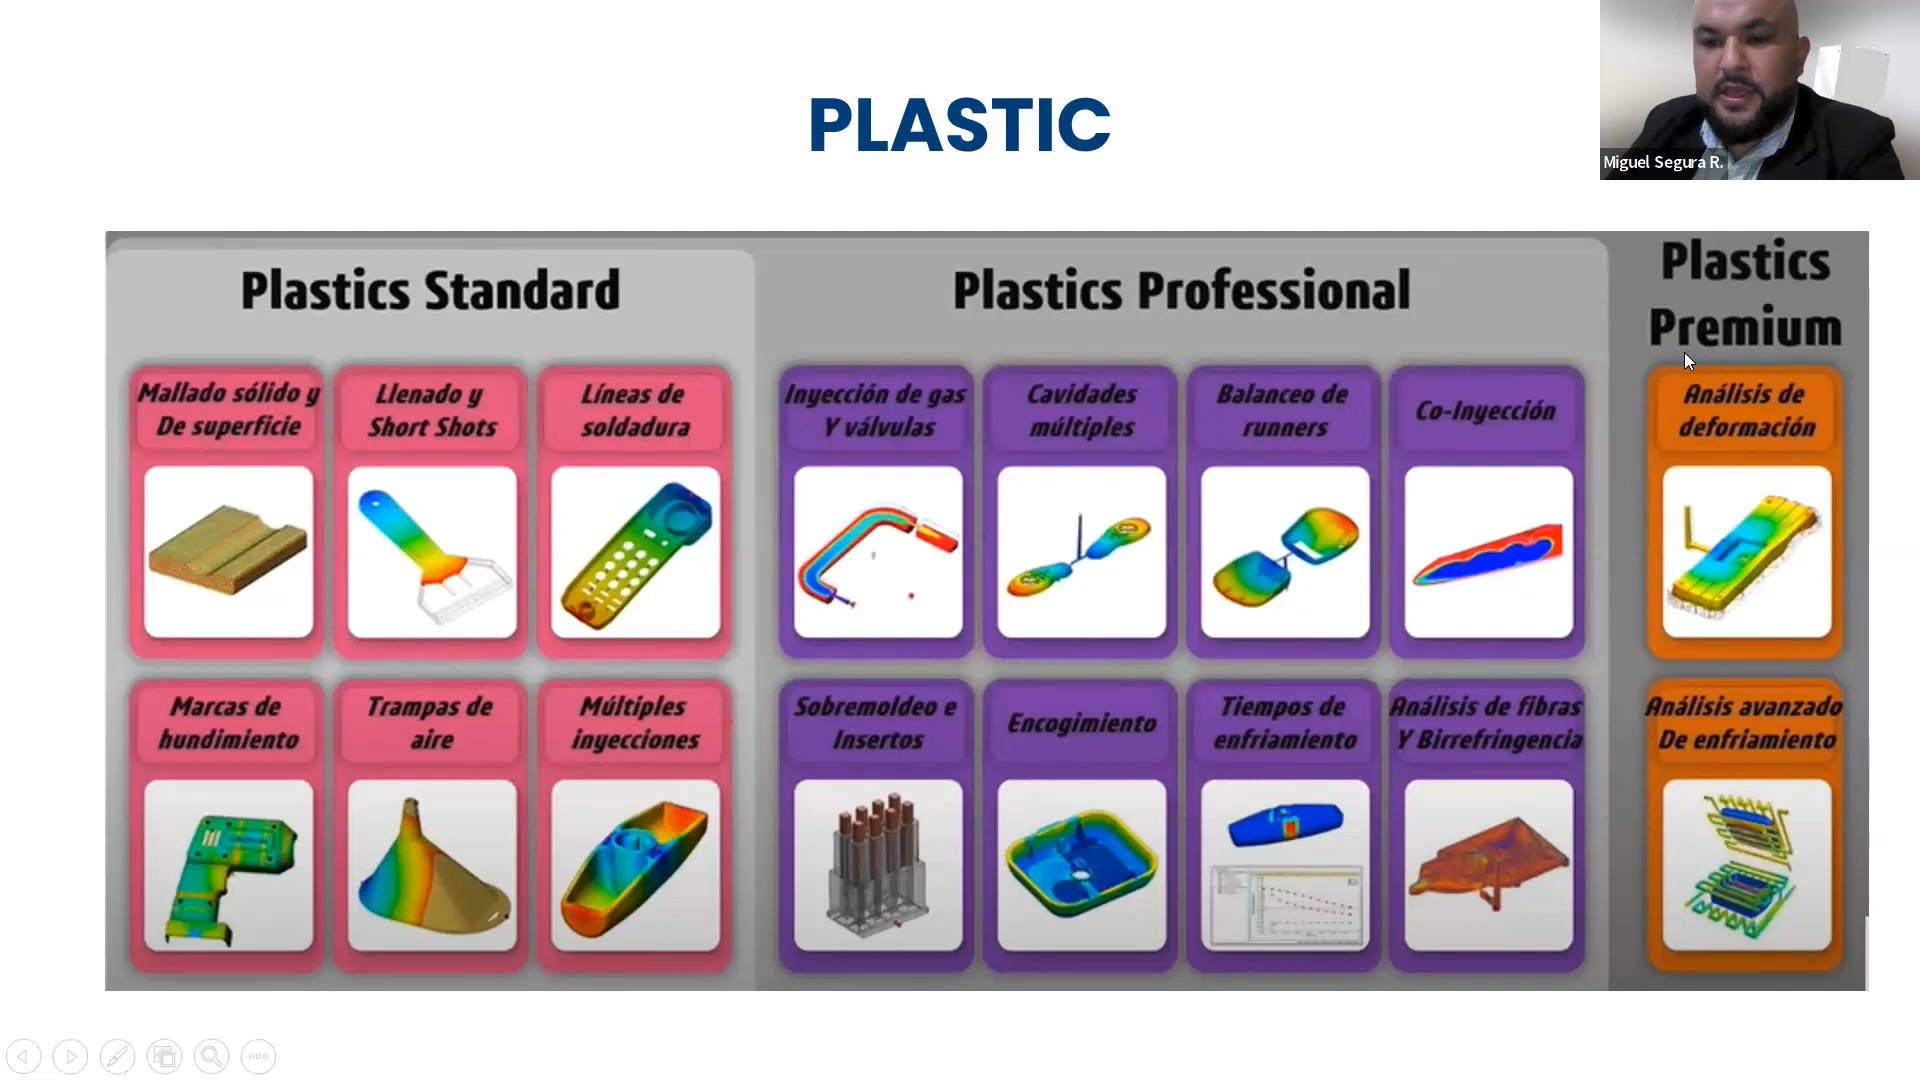 PLASTIC
Miguel Segura R.
Plastics Standard
Plastics Professional
Plastics
Premium
Mallado sólido y
De superficie
Llenado y
Short Shots
Líneas de
soldadura
Inyección de gas
Y válvulas
Cavidades
múltiples
Balanceo de
runners
Co-Inyección
Análisis de
deformación
Marcas de
hundimiento
Trampas de
aire
Múltiples
inyecciones
Sobremoldeo e
Insertos
Encogimiento
Tiempos de
enfriamiento
Análisis de fibras
Y Birrefringencia
Análisis avanzado
De enfriamiento